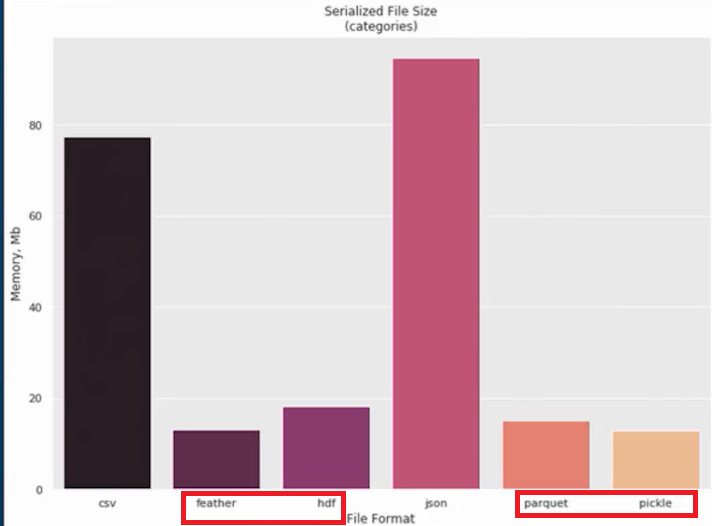 Serialized File Size
(categories)
Memory, Mb
80
60
40
20
0
csv feather hdf json parquet pickle
File Format